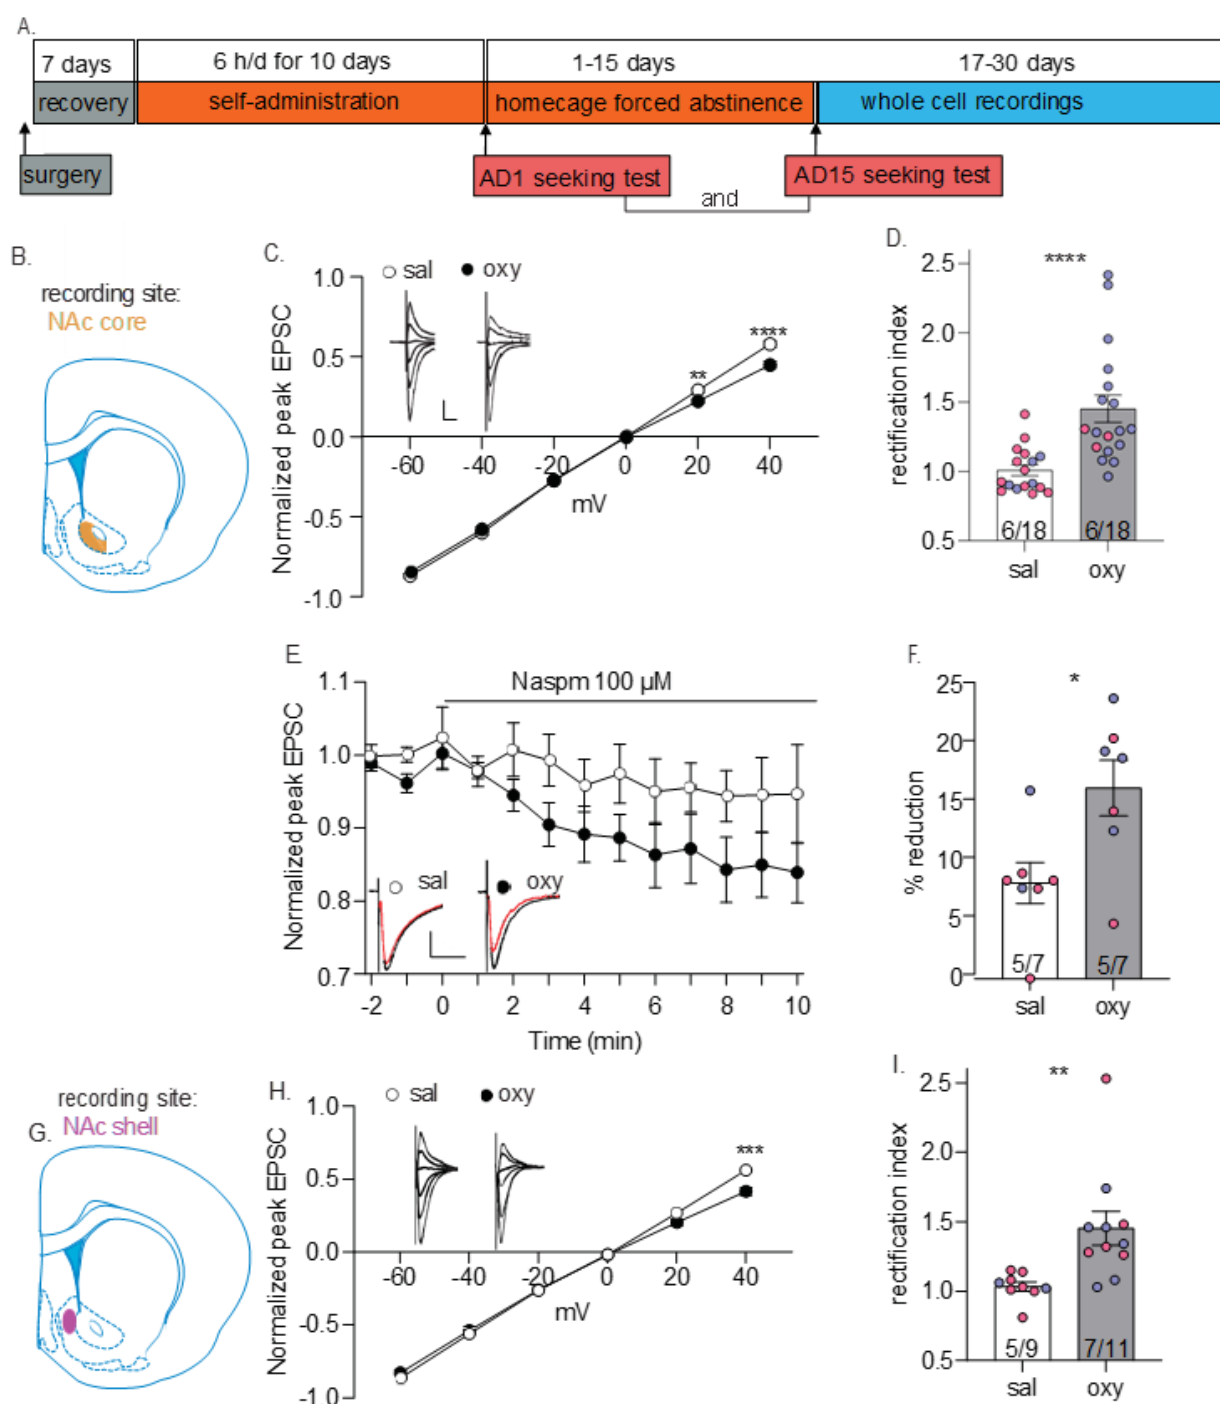 A.
7 days
6 h/d for 10 days
1-15 days
17-30 days
recovery
self-administration
homecage forced abstinence
whole cell recordings
surgery
AD1 seeking test
and
AD15 seeking test
B.
recording site:
NAc core
C.
sal
oxy
Normalized peak EPSC
1.0
0.5
0.0
-0.5
-1.0
-60
-40
-20
0
20
40
mV
**
****
D.
****
rectification index
2.5
2.0
1.5
1.0
0.5
6/18
6/18
sal
oxy
E
Naspm 100 µM
Normalized peak EPSC
1.1
1.0
0.9
0.8
0.7
sal
oxy
-2
0
2
4
6
8
10
Time (min)
F.
*
% reduction
25
20
15
10
5
0
5/7
5/7
sal
oxy
G.
recording site:
NAc shell
H.
sal
oxy
Normalized peak EPSC
1.0
0.5
0.0
-0.5
-1.0
-60
-40
-20
0
20
40
mV
***
I.
**
rectification index
2.5
2.0
1.5
1.0
0.5
5/9
7/11
sal
oxy